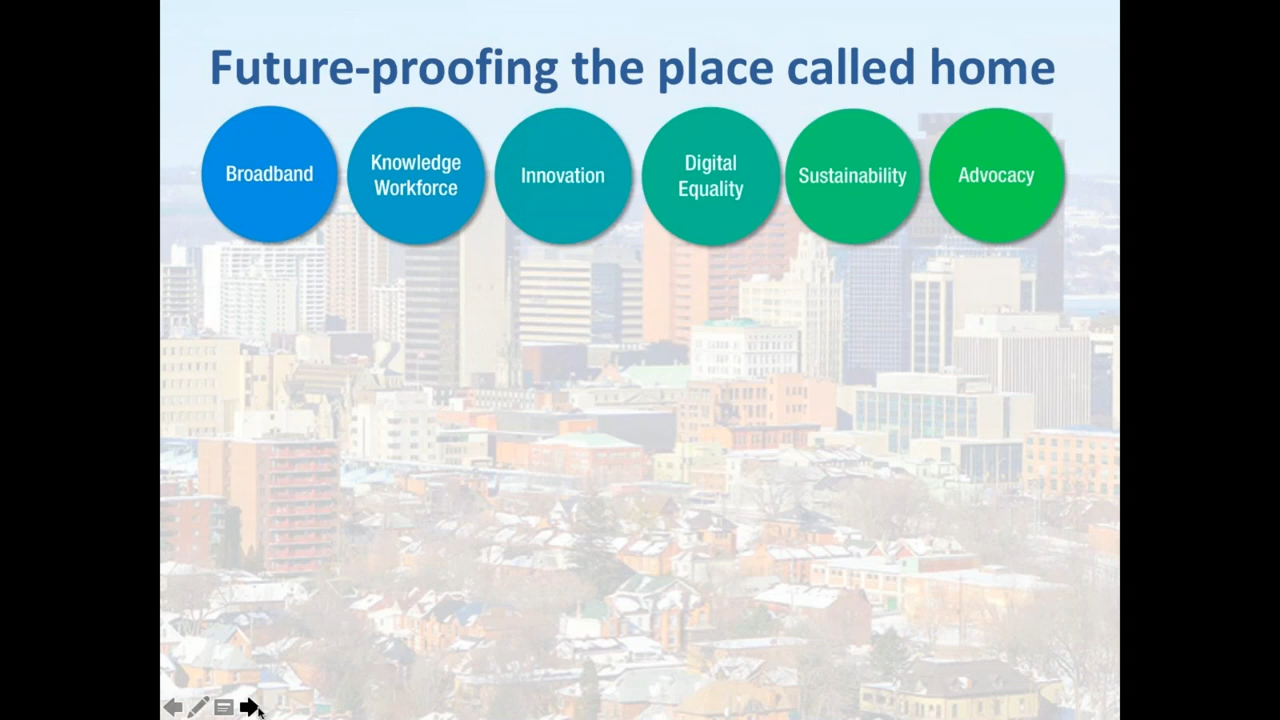 Future-proofing the place called home
Broadband
Knowledge
Workforce
Innovation
Digital
Equality
Sustainability
Advocacy